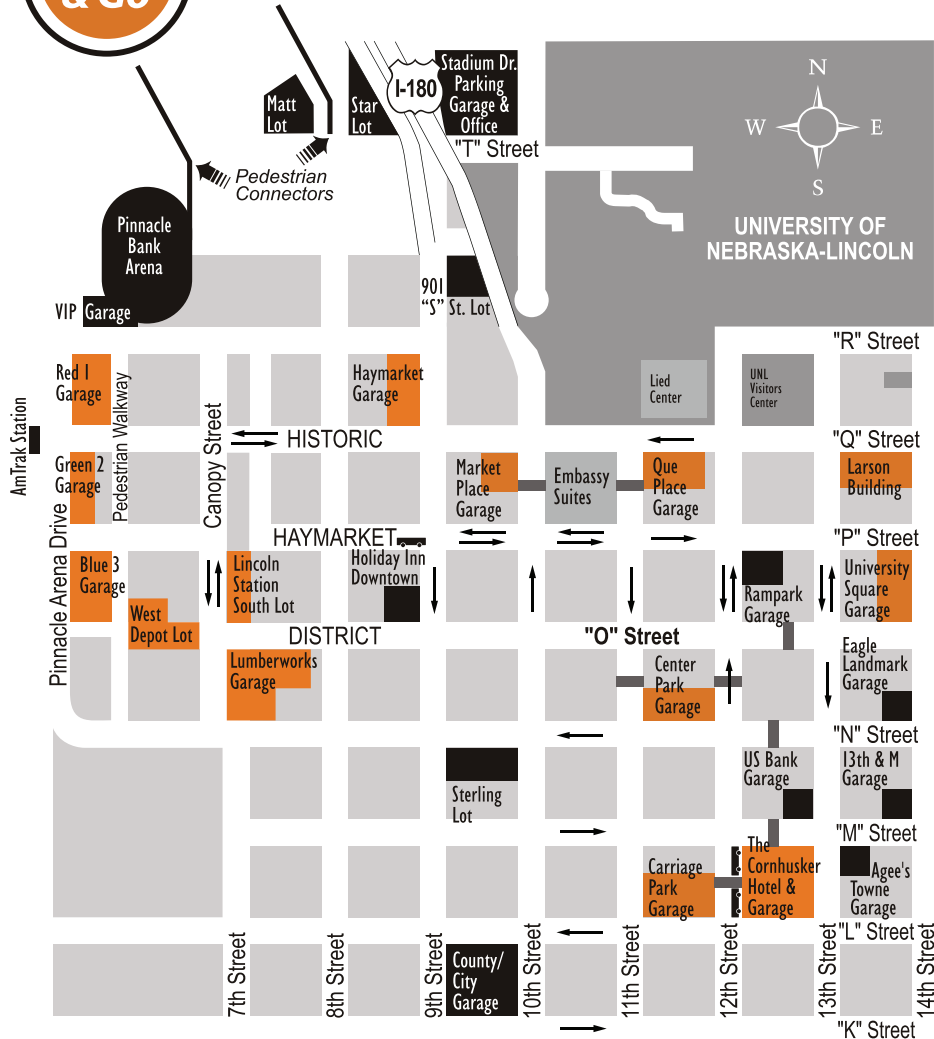 & GO
Matt
Lot
Star
Lot
I-180
Stadium Dr.
Parking
Garage &
Office
"T" Street
N
W
E
S
Pedestrian
Connectors
Pinnacle
Bank
Arena
VIP Garage
UNIVERSITY OF
NEBRASKA-LINCOLN
901
"S" St. Lot
"R" Street
Red 1
Garage
Pedestrian Walkway
Haymarket
Garage
Lied
Center
UNL
Visitors
Center
AmTrak Station
Canopy Street
HISTORIC
"Q" Street
Green 2
Garage
Market
Place
Garage
Embassy
Suites
Que
Place
Garage
Larson
Building
Pinnacle Arena Drive
HAYMARKET
"P" Street
Blue 3
Garage
Lincoln
Station
South Lot
Holiday Inn
Downtown
Rampark
Garage
University
Square
Garage
West
Depot Lot
DISTRICT
"O" Street
Lumberworks
Garage
Center
Park
Garage
Eagle
Landmark
Garage
"N" Street
Sterling
Lot
US Bank
Garage
13th & M
Garage
"M" Street
Carriage
Park
Garage
The
Cornhusker
Hotel &
Garage
Agee's
Towne
Garage
"L" Street
7th Street
8th Street
9th Street
County/
City
Garage
10th Street
11th Street
12th Street
13th Street
14th Street
"K" Street